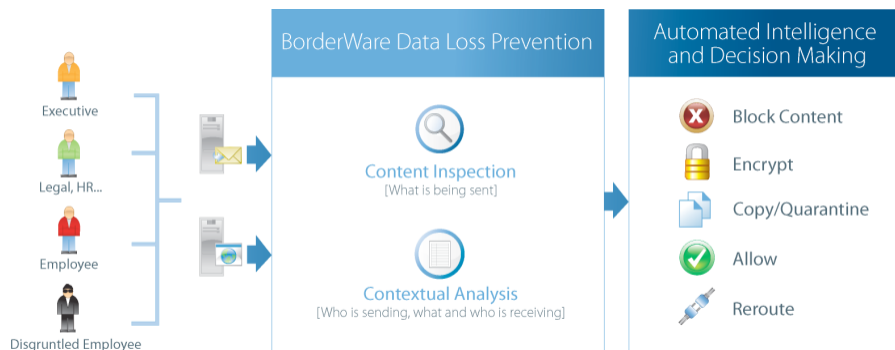 Executive
Legal, HR...
Employee
Disgruntled Employee
BorderWare Data Loss Prevention
Content Inspection
[What is being sent]
Contextual Analysis
[Who is sending, what and who is receiving]
Automated Intelligence
and Decision Making
Block Content
Encrypt
Copy/Quarantine
Allow
Reroute